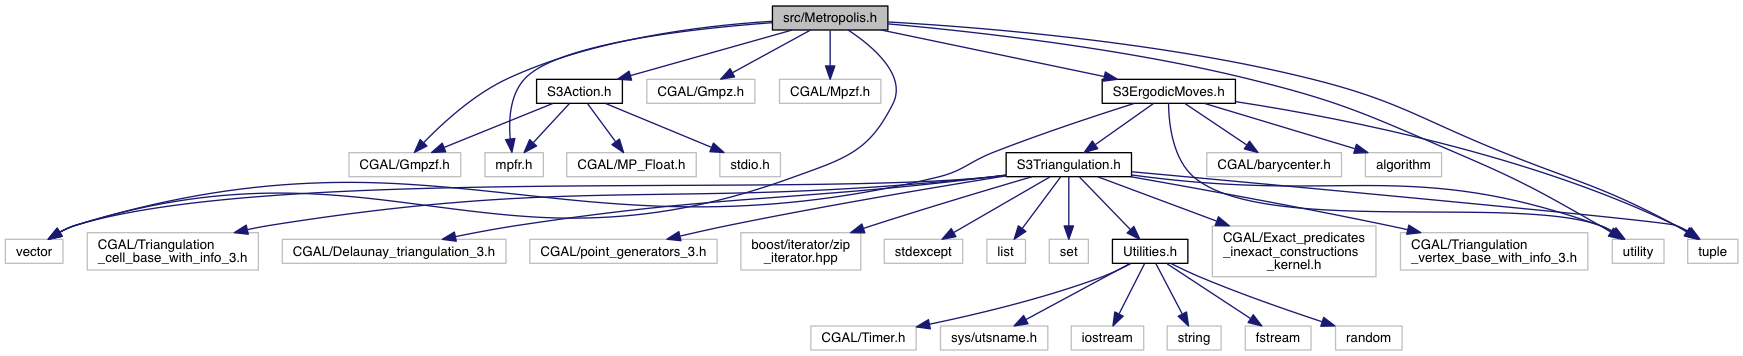 src/Metropolis.h
S3Action.h
CGAL/Gmpz.h
CGAL/Mpzf.h
S3ErgodicMoves.h
CGAL/Gmpzf.h
mpfr.h
CGAL/MP_Float.h
stdio.h
S3Triangulation.h
CGAL/barycenter.h
algorithm
vector
CGAL/Triangulation
_cell_base_with_info_3.h
CGAL/Delaunay_triangulation_3.h
CGAL/point_generators_3.h
boost/iterator/zip
_iterator.hpp
stdexcept
list
set
Utilities.h
CGAL/Exact_predicates
_inexact_constructions
_kernel.h
CGAL/Triangulation
_vertex_base_with_info_3.h
utility
tuple
CGAL/Timer.h
sys/utsname.h
iostream
string
fstream
random